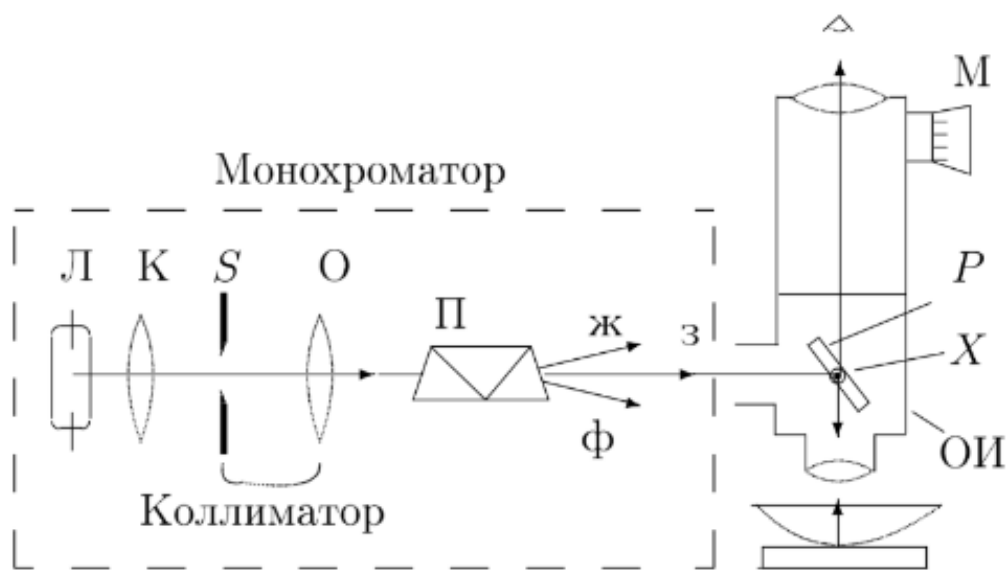 М
Монохроматор
Л К S О
П
ж
з
ф
P
X
ОИ
Коллиматор